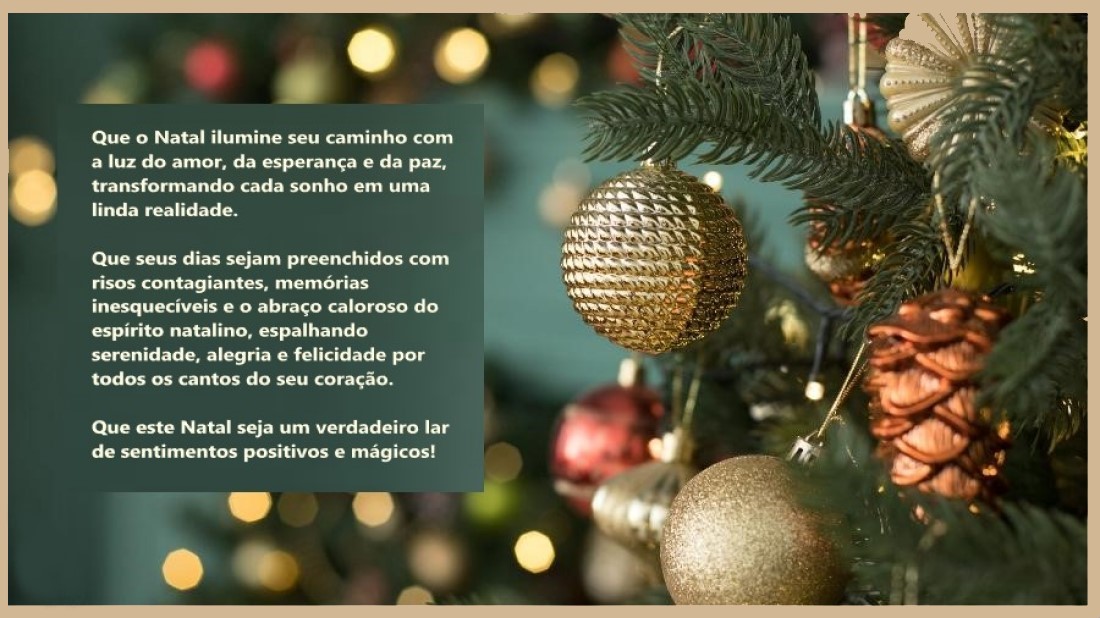 Que o Natal ilumine seu caminho com
a luz do amor, da esperança e da paz,
transformando cada sonho em uma
linda realidade.
Que seus dias sejam preenchidos com
risos contagiantes, memórias
inesquecíveis e o abraço caloroso do
espírito natalino, espalhando
serenidade, alegria e felicidade por
todos os cantos do seu coração.
Que este Natal seja um verdadeiro lar
de sentimentos positivos e mágicos!